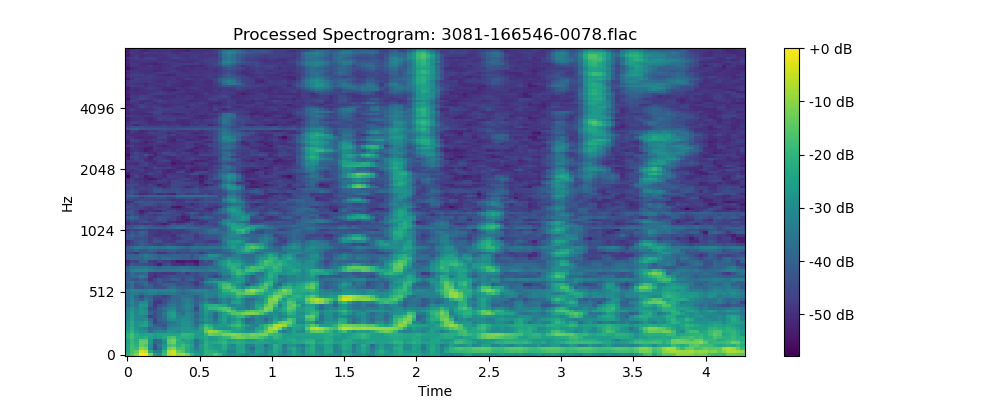 Processed Spectrogram: 3081-166546-0078.flac
+0 dB
4096
-10 dB
2048
-20 dB
Hz
1024
-30 dB
512
-40 dB
0
-50 dB
0 0.5 1 1.5 2 2.5 3 3.5 4
Time